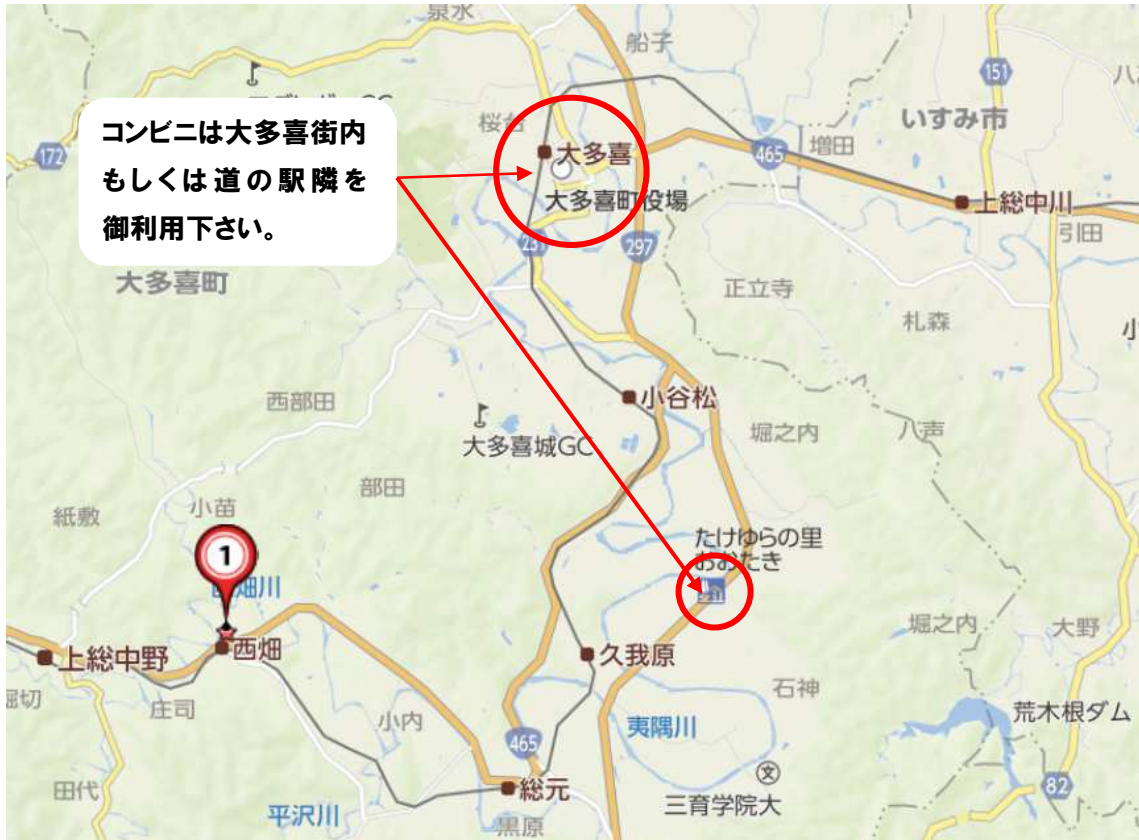 泉水
船子
151
172
コンビニは大多喜街内
もしくは道の駅隣を
御利用下さい。
桜台
大多喜
大多喜町役場
465
増田
いすみ市
上総中川
引田
231
297
大多喜町
正立寺
札森
西部田
小谷松
大多喜城GC
堀之内
八声
部田
紙敷
小苗
1
たけゆらの里
おおたき
西畑
上総中野
久我原
堀之内
大野
堀切
庄司
小内
石神
荒木根ダム
夷隅川
465
田代
平沢川
総元
黒原
文
三育学院大
82